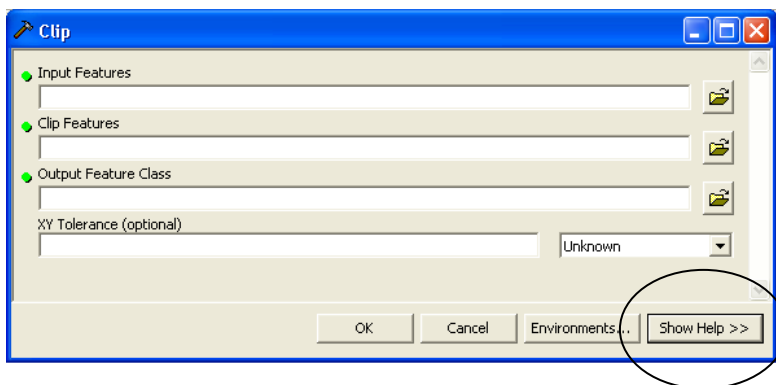 Clip
Input Features
Clip Features
Output Feature Class
XY Tolerance (optional)
Unknown
OK Cancel Environments... Show Help >>